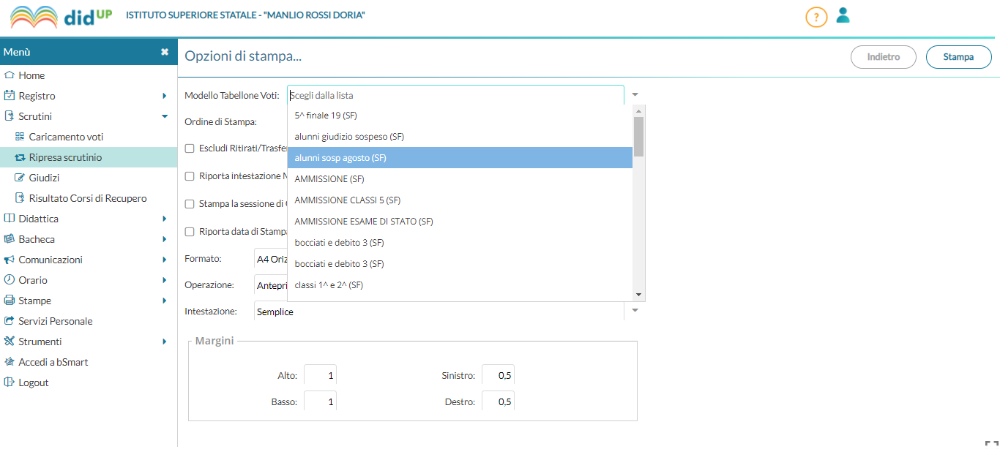 did UP
ISTITUTO SUPERIORE STATALE - "MANLIO ROSSI DORIA"
?
Menù
Home
Registro
Scrutini
Caricamento voti
Ripresa scrutinio
Giudizi
Risultato Corsi di Recupero
Didattica
Bacheca
Comunicazioni
Orario
Stampe
Servizi Personale
Strumenti
Accedi a bSmart
Logout
Opzioni di stampa...
Indietro
Stampa
Modello Tabellone Voti:
Scegli dalla lista
5^ finale 19 (SF)
alunni giudizio sospeso (SF)
alunni sosp agosto (SF)
AMMISSIONE (SF)
AMMISSIONE CLASSI 5 (SF)
AMMISSIONE ESAME DI STATO (SF)
bocciati e debito 3 (SF)
bocciati e debito 3 (SF)
classi 1^ e 2^ (SF)
Ordine di Stampa:
Escludi Ritirati/Trasfe
Riporta intestazione
Stampa la sessione di
Riporta data di Stampa
Formato:
A4 Oriz
Operazione:
Antepri
Intestazione:
Semplice
Margini
Alto:
1
Sinistro:
0,5
Basso:
1
Destro:
0,5